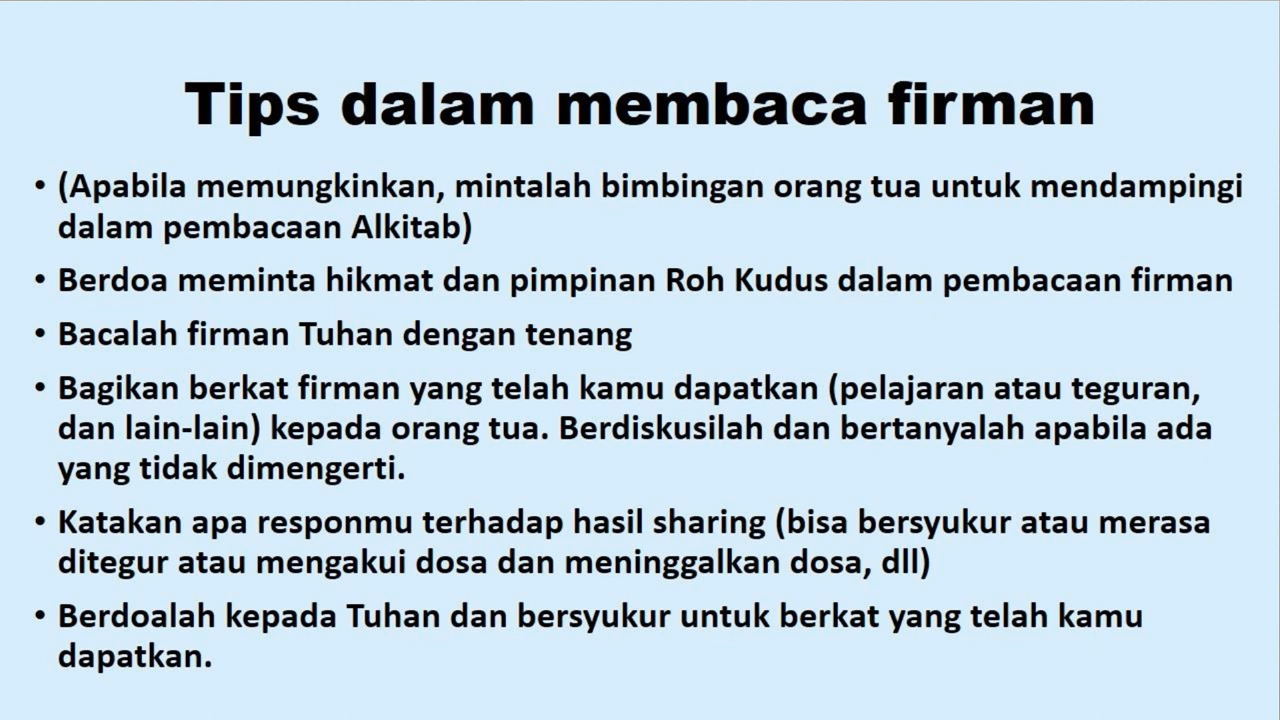 Tips dalam membaca firman
• (Apabila memungkinkan, mintalah bimbingan orang tua untuk mendampingi
dalam pembacaan Alkitab)
• Berdoa meminta hikmat dan pimpinan Roh Kudus dalam pembacaan firman
• Bacalah firman Tuhan dengan tenang
• Bagikan berkat firman yang telah kamu dapatkan (pelajaran atau teguran,
dan lain-lain) kepada orang tua. Berdiskusilah dan bertanyalah apabila ada
yang tidak dimengerti.
• Katakan apa responmu terhadap hasil sharing (bisa bersyukur atau merasa
ditegur atau mengakui dosa dan meninggalkan dosa, dll)
• Berdoalah kepada Tuhan dan bersyukur untuk berkat yang telah kamu
dapatkan.